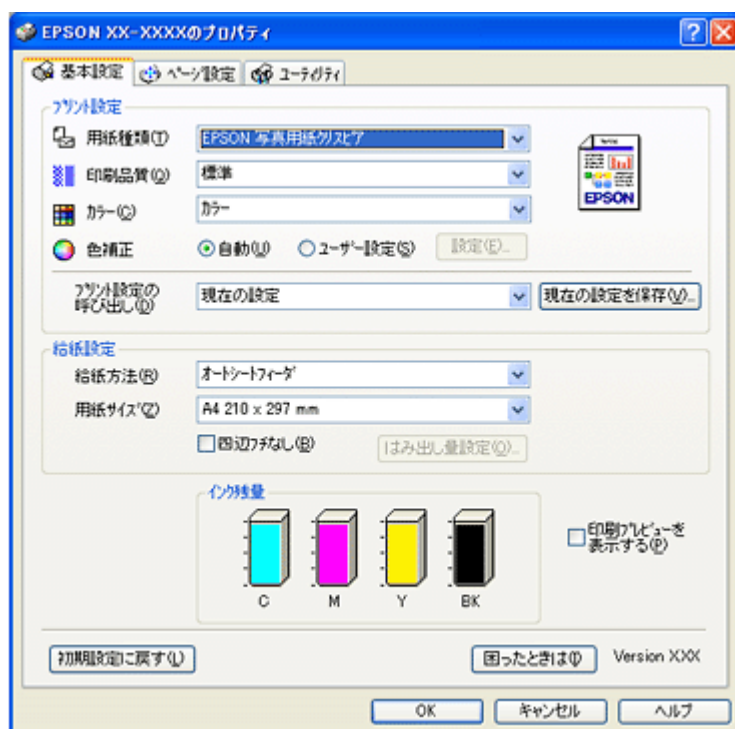 EPSON XX-XXXXのプロパティ
基本設定 ページ設定 ユーティリティ
プリント設定
用紙種類(T) EPSON 写真用紙クリスピア
印刷品質(Q) 標準
カラー(C) カラー
EPSON
色補正 自動(U) ユーザー設定(S) 設定(E)...
プリント設定の
呼び出し(D) 現在の設定 現在の設定を保存(V)...
給紙設定
給紙方法(R) オートシートフィーダ
用紙サイズ(Z) A4 210 x 297 mm
四辺フチなし(B) はみ出し量設定(O)...
インク残量
C M Y BK
印刷プレビューを
表示する(P)
初期設定に戻す(L) 困ったときは(I) Version XXX
OK キャンセル ヘルプ